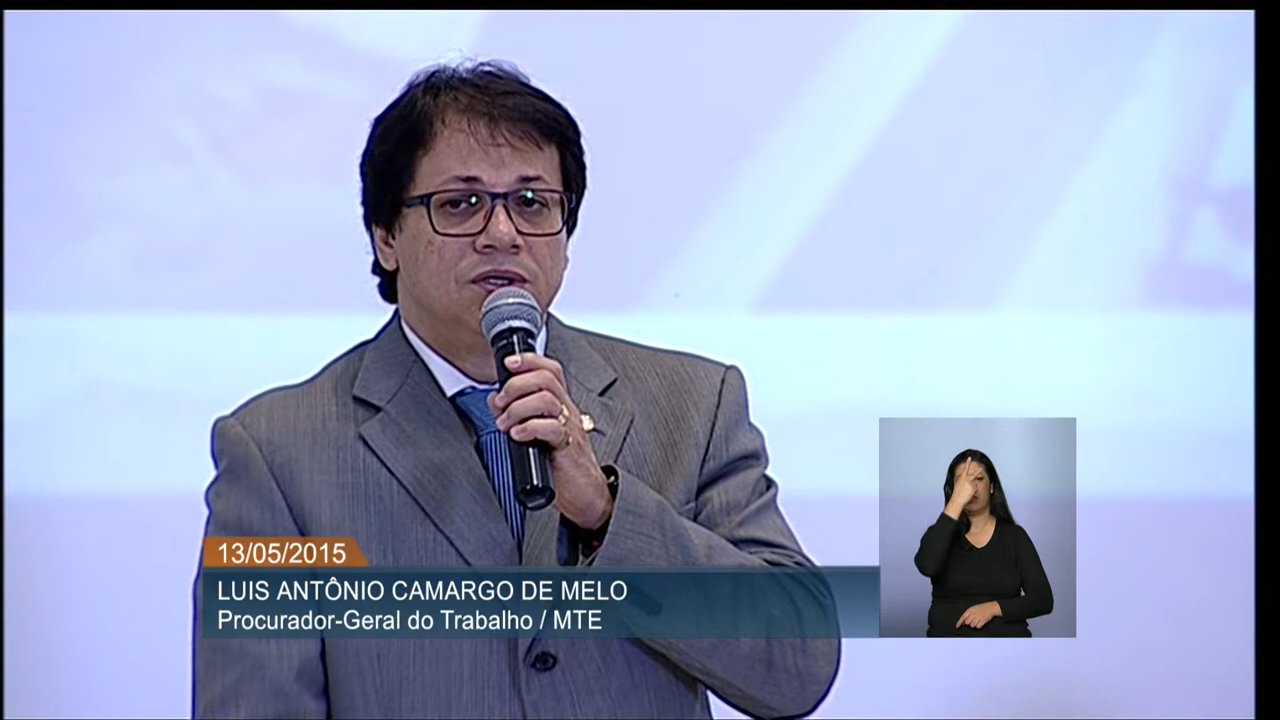 13/05/2015
LUIS ANTÔNIO CAMARGO DE MELO
Procurador-Geral do Trabalho / MTE